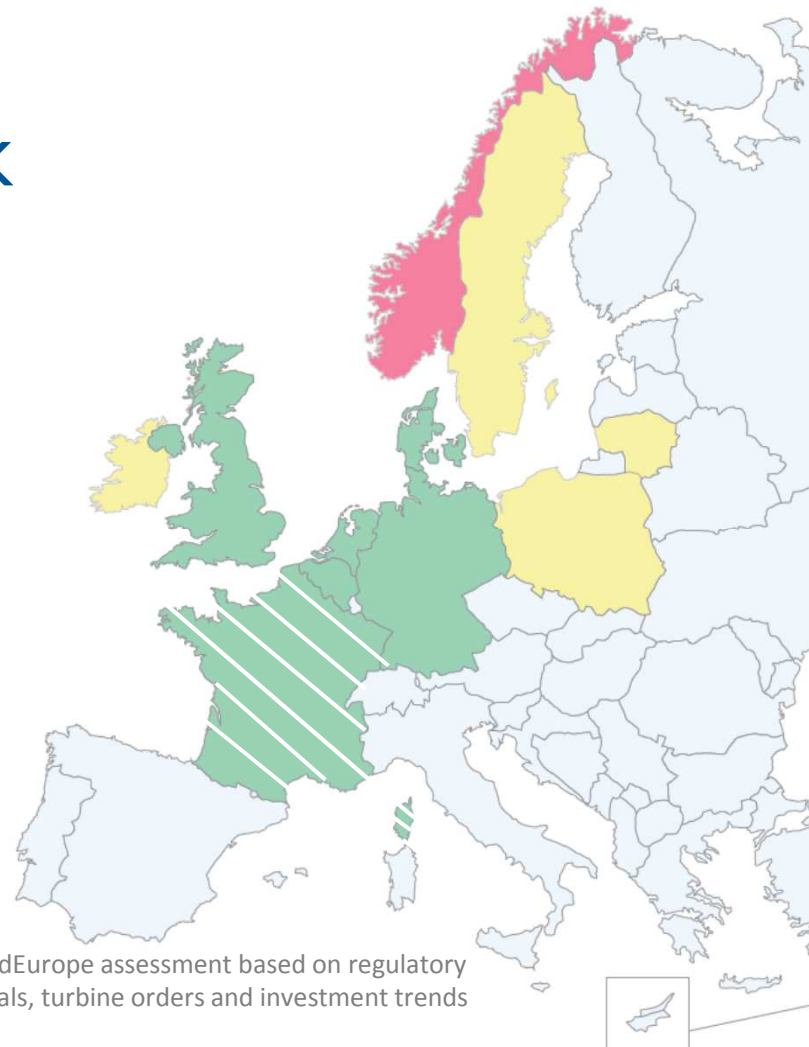 k
dEurope assessment based on regulatory
als, turbine orders and investment trends